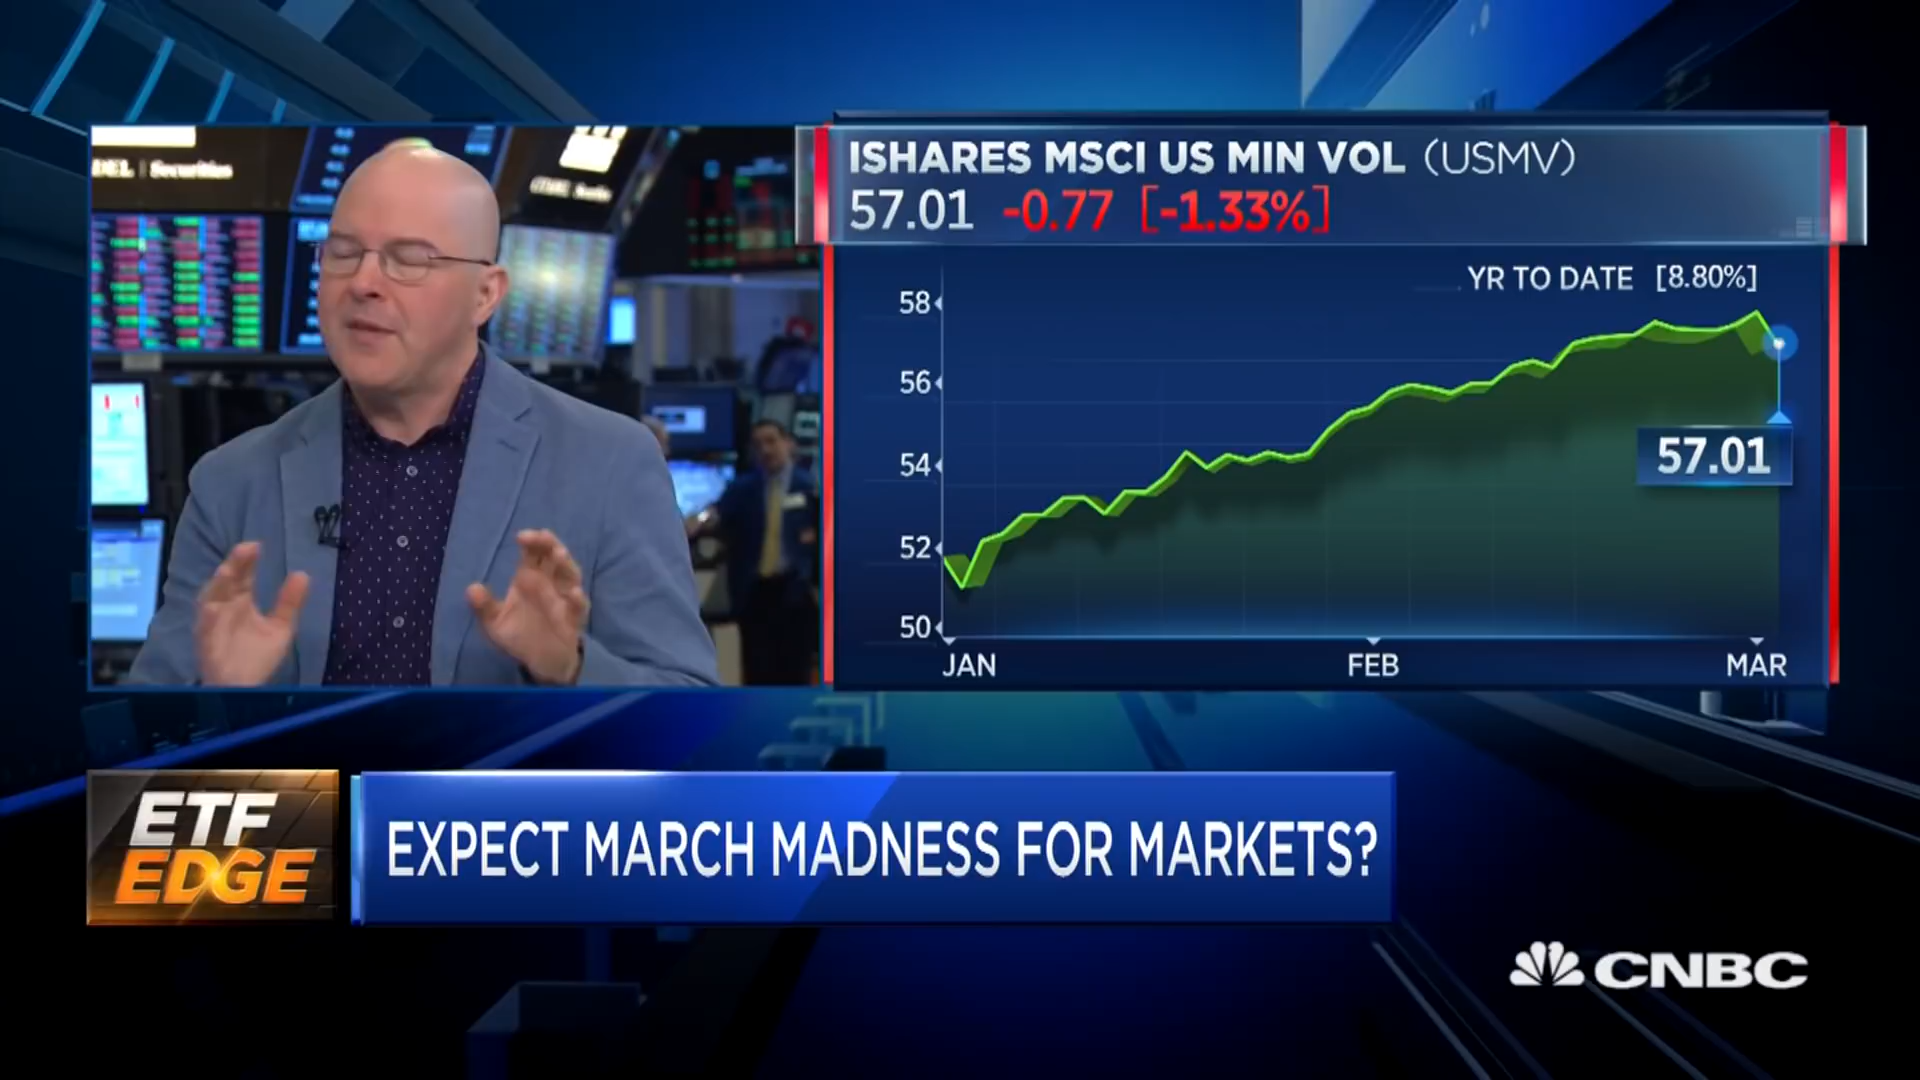 Securities
ISHARES MSCI US MIN VOL (USMV)
57.01 -0.77 [-1.33%]
YR TO DATE [8.80%]
58
56
54
52
50
57.01
JAN FEB MAR
ETF
EDGE
EXPECT MARCH MADNESS FOR MARKETS?
CNBC